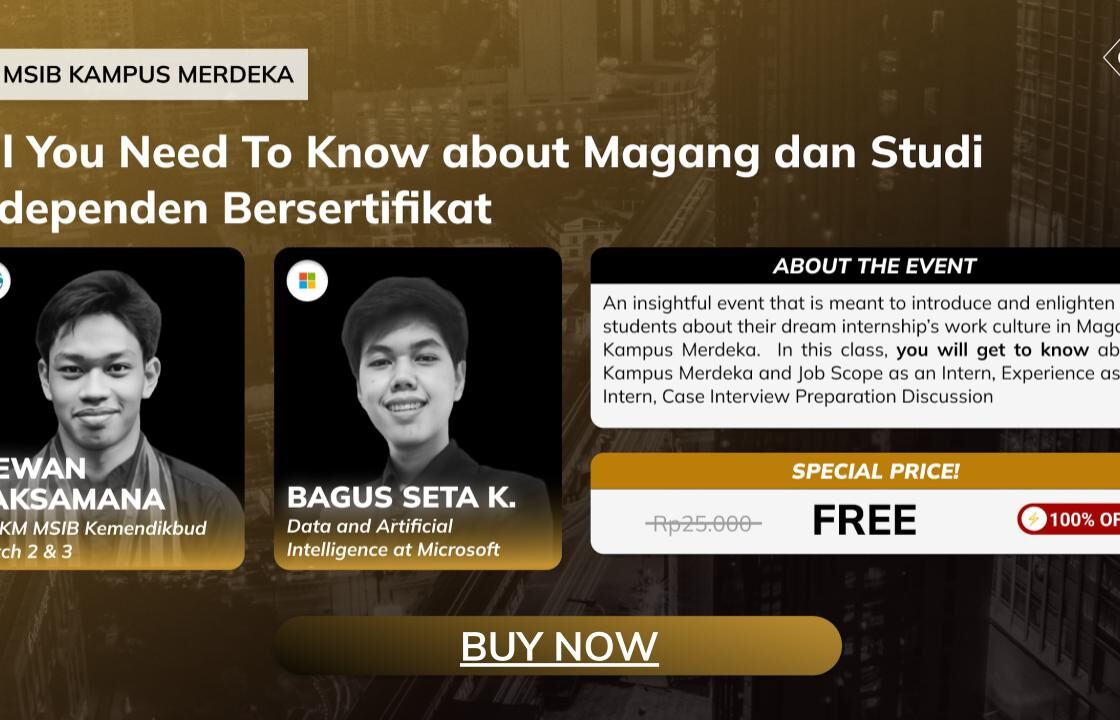 MSIB KAMPUS MERDEKA
l You Need To Know about Magang dan Studi
dependen Bersertifikat
EWAN
AKSAMANA
KM MSIB Kemendikbud
ch 2 & 3
BAGUS SETA K.
Data and Artificial
Intelligence at Microsoft
ABOUT THE EVENT
An insightful event that is meant to introduce and enlighten
students about their dream internship's work culture in Mag
Kampus Merdeka. In this class, you will get to know ab
Kampus Merdeka and Job Scope as an Intern, Experience as
Intern, Case Interview Preparation Discussion
SPECIAL PRICE!
Rp25.000
FREE
100% OF
BUY NOW